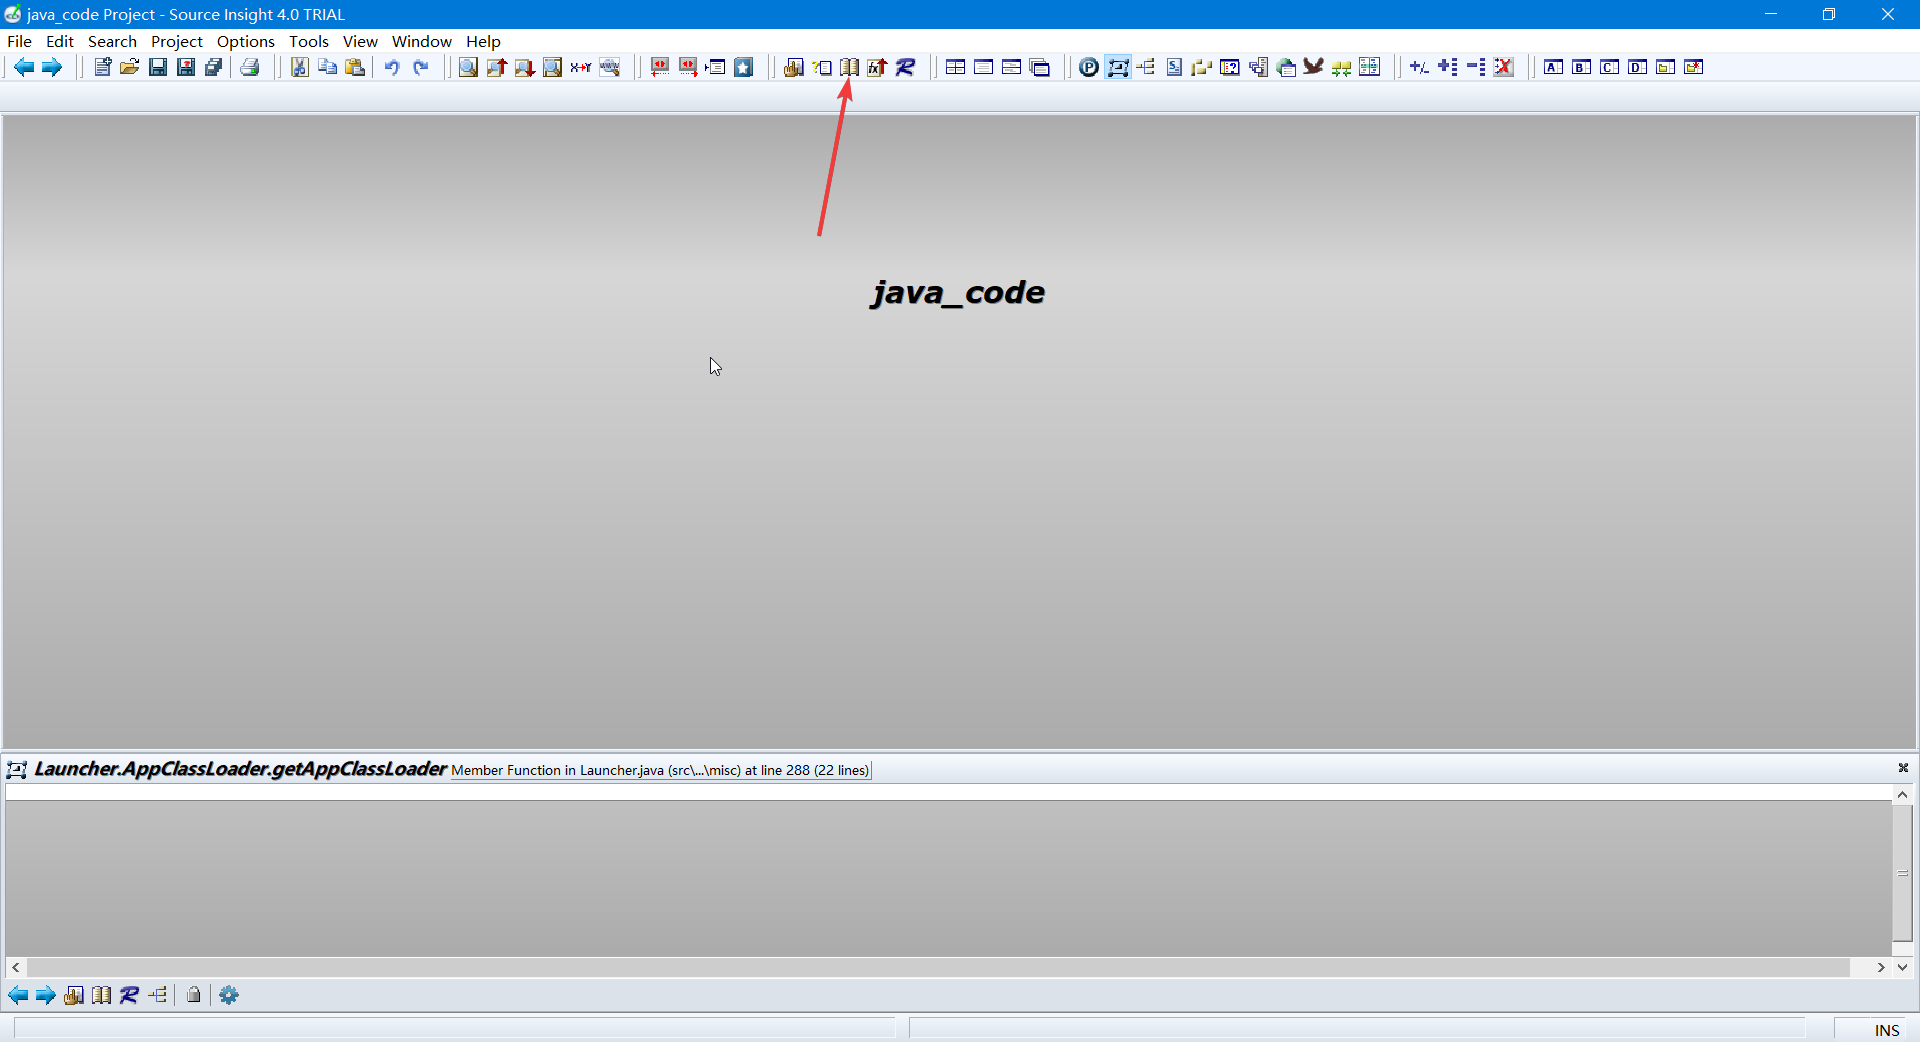 java_code Project - Source Insight 4.0 TRIAL
File Edit Search Project Options Tools View Window Help
java_code
Launcher.AppClassLoader.getAppClassLoader Member Function in Launcher.java (src\...\misc) at line 288 (22 lines)
INS